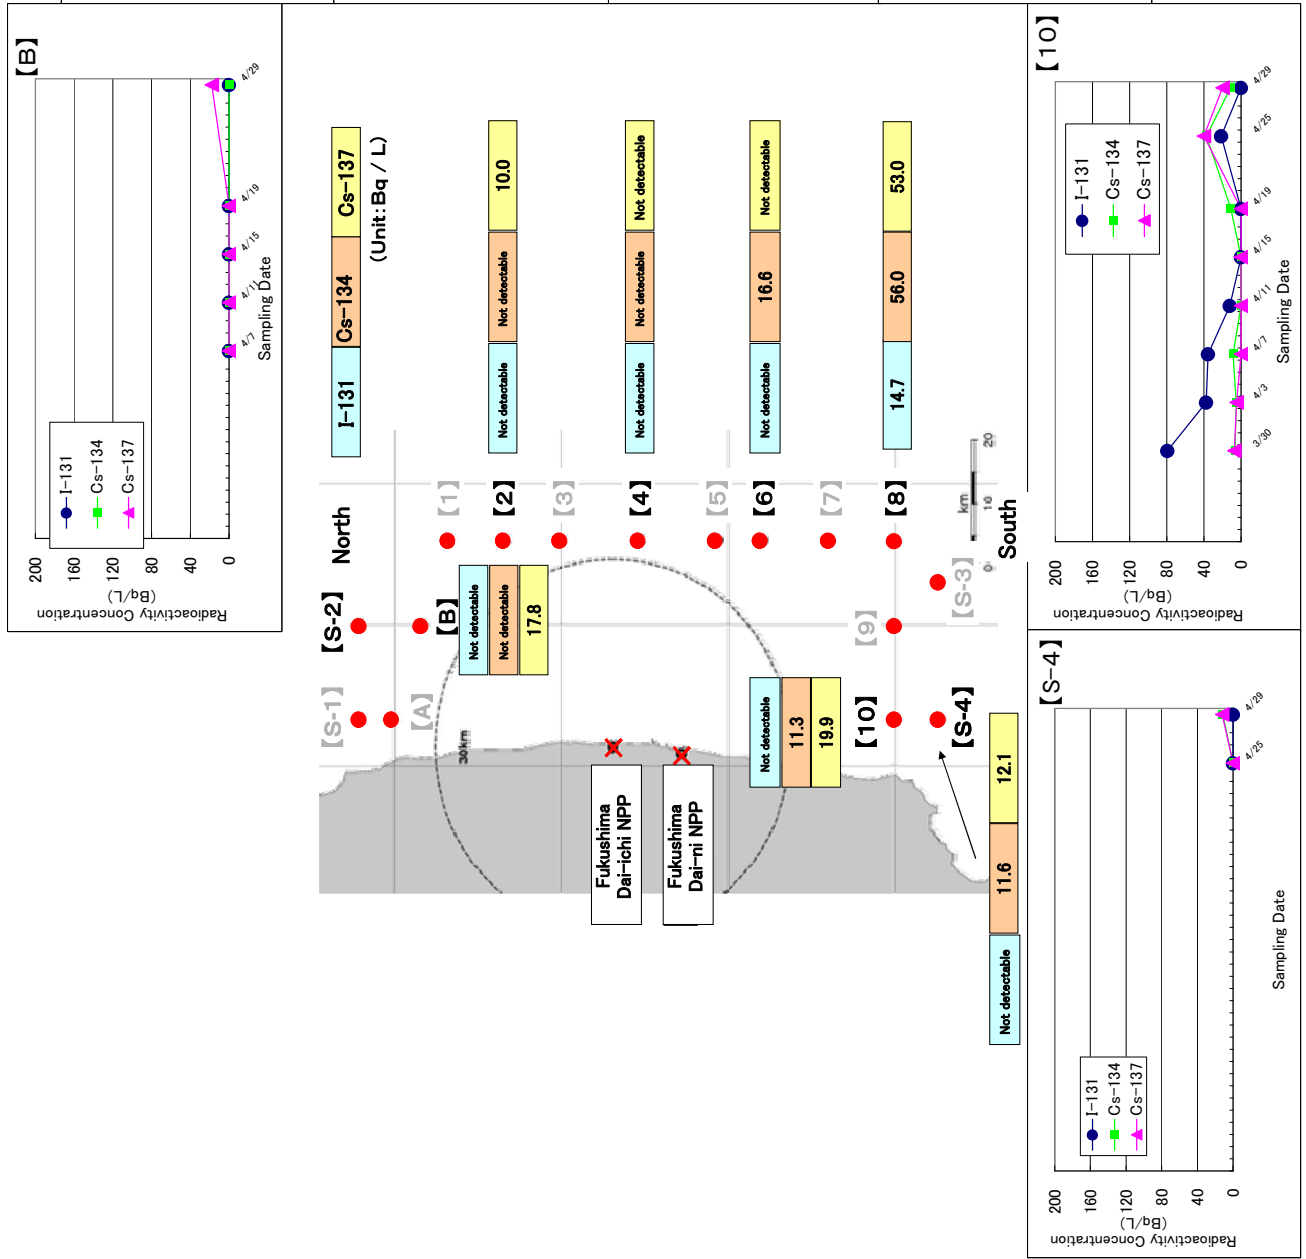 【B】
200
160
120
80
40
0
Radioactivity Concentration
(Bq/L)
I-131
Cs-134
Cs-137
4/7
4/11
4/15
4/19
4/29
Sampling Date
I-131
Cs-134
Cs-137
(Unit:Bq / L)
Not detectable
Not detectable
10.0
Not detectable
Not detectable
Not detectable
Not detectable
16.6
Not detectable
14.7
56.0
53.0
North
【S-1】
【S-2】
【A】
【B】
【1】
【2】
【3】
【4】
【5】
【6】
【7】
【8】
【9】
【10】
【S-3】
【S-4】
South
km
0
10
20
30km
Not detectable
Not detectable
17.8
Not detectable
11.3
19.9
Fukushima
Dai-ichi NPP
Fukushima
Dai-ni NPP
Not detectable
11.6
12.1
【S-4】
200
160
120
80
40
0
Radioactivity Concentration
(Bq/L)
I-131
Cs-134
Cs-137
4/25
4/29
Sampling Date
【10】
200
160
120
80
40
0
Radioactivity Concentration
(Bq/L)
I-131
Cs-134
Cs-137
3/30
4/3
4/7
4/11
4/15
4/19
4/25
4/29
Sampling Date